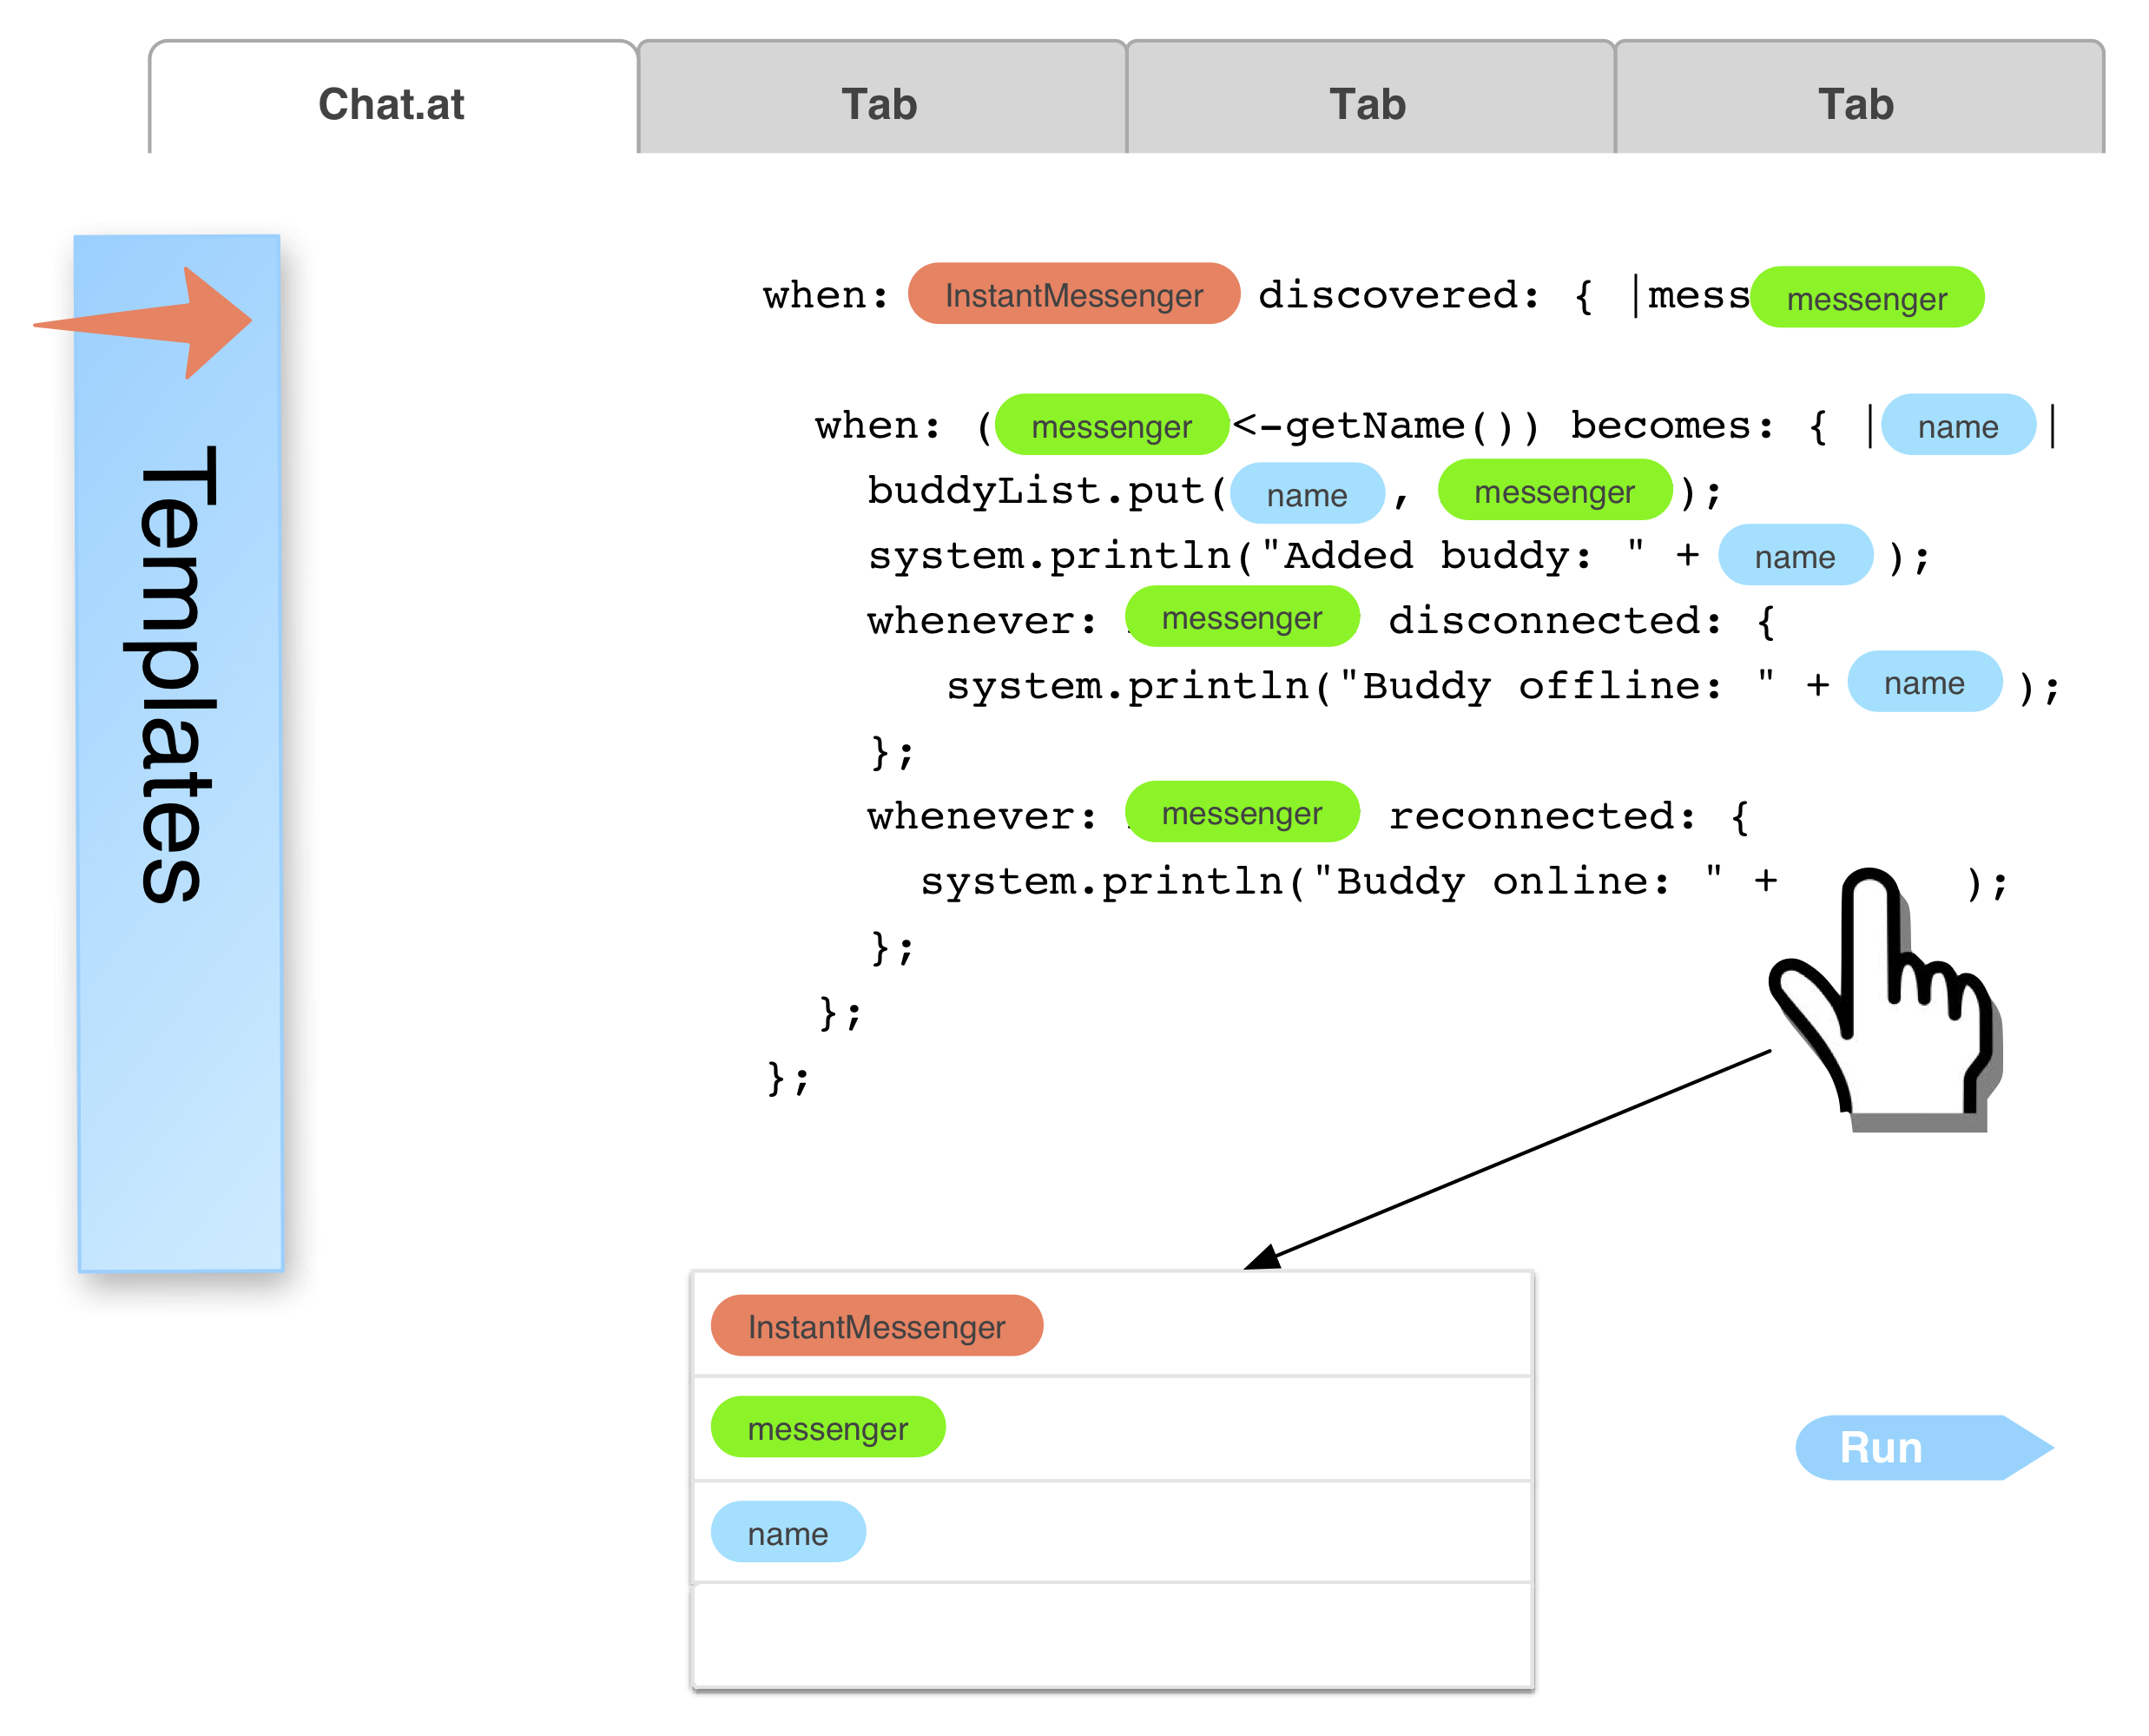 Chat.at Tab Tab Tab
Templates
when: InstantMessenger discovered: { |mess messenger
when: ( messenger <-getName()) becomes: { | name |
buddyList.put( name , messenger );
system.println("Added buddy: " + name );
whenever: messenger disconnected: {
system.println("Buddy offline: " + name );
};
whenever: messenger reconnected: {
system.println("Buddy online: " + );
};
};
};
InstantMessenger
messenger
name
Run